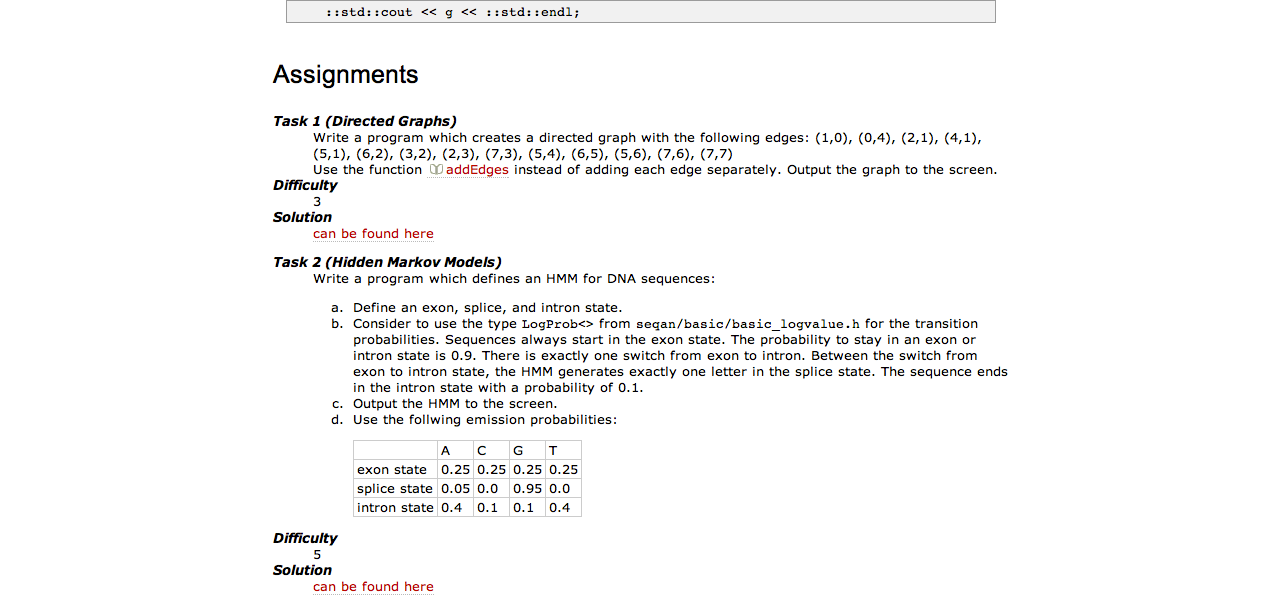 ::std::cout << g << ::std::endl;
Assignments
Task 1 (Directed Graphs)
Write a program which creates a directed graph with the following edges: (1,0), (0,4), (2,1), (4,1),
(5,1), (6,2), (3,2), (2,3), (7,3), (5,4), (6,5), (5,6), (7,6), (7,7)
Use the function addEdges instead of adding each edge separately. Output the graph to the screen.
Difficulty
3
Solution
can be found here
Task 2 (Hidden Markov Models)
Write a program which defines an HMM for DNA sequences:
a. Define an exon, splice, and intron state.
b. Consider to use the type LogProb<> from seqan/basic/basic_logvalue.h for the transition
probabilities. Sequences always start in the exon state. The probability to stay in an exon or
intron state is 0.9. There is exactly one switch from exon to intron. Between the switch from
exon to intron state, the HMM generates exactly one letter in the splice state. The sequence ends
in the intron state with a probability of 0.1.
c. Output the HMM to the screen.
d. Use the follwing emission probabilities:
A C G T
exon state 0.25 0.25 0.25 0.25
splice state 0.05 0.0 0.95 0.0
intron state 0.4 0.1 0.1 0.4
Difficulty
5
Solution
can be found here